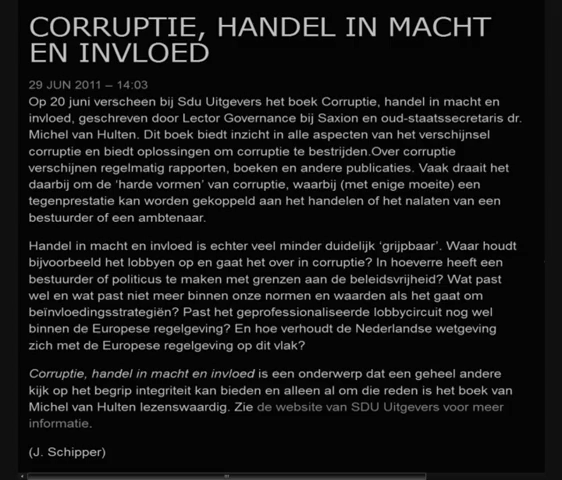 CORRUPTIE, HANDEL IN MACHT
EN INVLOED
29 JUN 2011 – 14:03
Op 20 juni verscheen bij Sdu Uitgevers het boek Corruptie, handel in macht en
invloed, geschreven door Lector Governance bij Saxion en oud-staatssecretaris dr.
Michel van Hulten. Dit boek biedt inzicht in alle aspecten van het verschijnsel
corruptie en biedt oplossingen om corruptie te bestrijden.Over corruptie
verschijnen regelmatig rapporten, boeken en andere publicaties. Vaak draait het
daarbij om de ‘harde vormen’ van corruptie, waarbij (met enige moeite) een
tegenprestatie kan worden gekoppeld aan het handelen of het nalaten van een
bestuurder of een ambtenaar.
Handel in macht en invloed is echter veel minder duidelijk ‘grijpbaar’. Waar houdt
bijvoorbeeld het lobbyen op en gaat het over in corruptie? In hoeverre heeft een
bestuurder of politicus te maken met grenzen aan de beleidsvrijheid? Wat past
wel en wat past niet meer binnen onze normen en waarden als het gaat om
beïnvloedingsstrategiën? Past het geprofessionaliseerde lobbycircuit nog wel
binnen de Europese regelgeving? En hoe verhoudt de Nederlandse wetgeving
zich met de Europese regelgeving op dit vlak?
Corruptie, handel in macht en invloed is een onderwerp dat een geheel andere
kijk op het begrip integriteit kan bieden en alleen al om die reden is het boek van
Michel van Hulten lezenswaardig. Zie de website van SDU Uitgevers voor meer
informatie.
(J. Schipper)